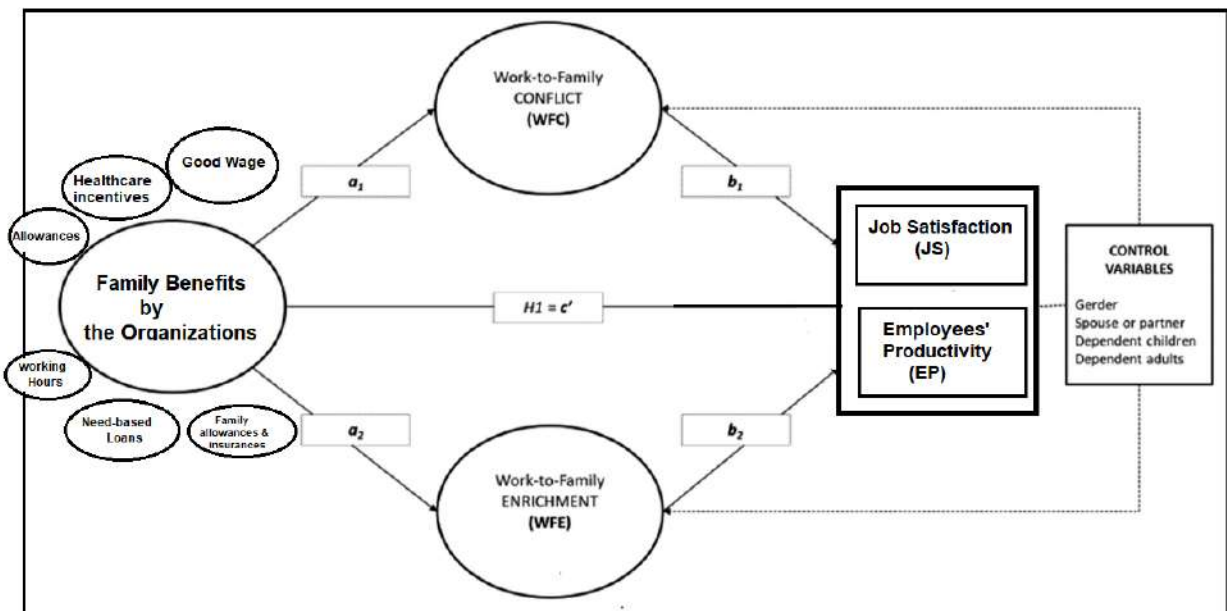 Work-to-Family
CONFLICT
(WFC)
Good Wage
Healthcare
incentives
a₁
b₁
Allowances
Job Satisfaction
(JS)
CONTROL
VARIABLES
Gerder
Spouse or partner
Dependent children
Dependent adults
Family Benefits
by
the Organizations
H1 = c'
Employees'
Productivity
(EP)
working
Hours
Need-based
Loans
Family
allowances &
insurances
a₂
b₂
Work-to-Family
ENRICHMENT
(WFE)